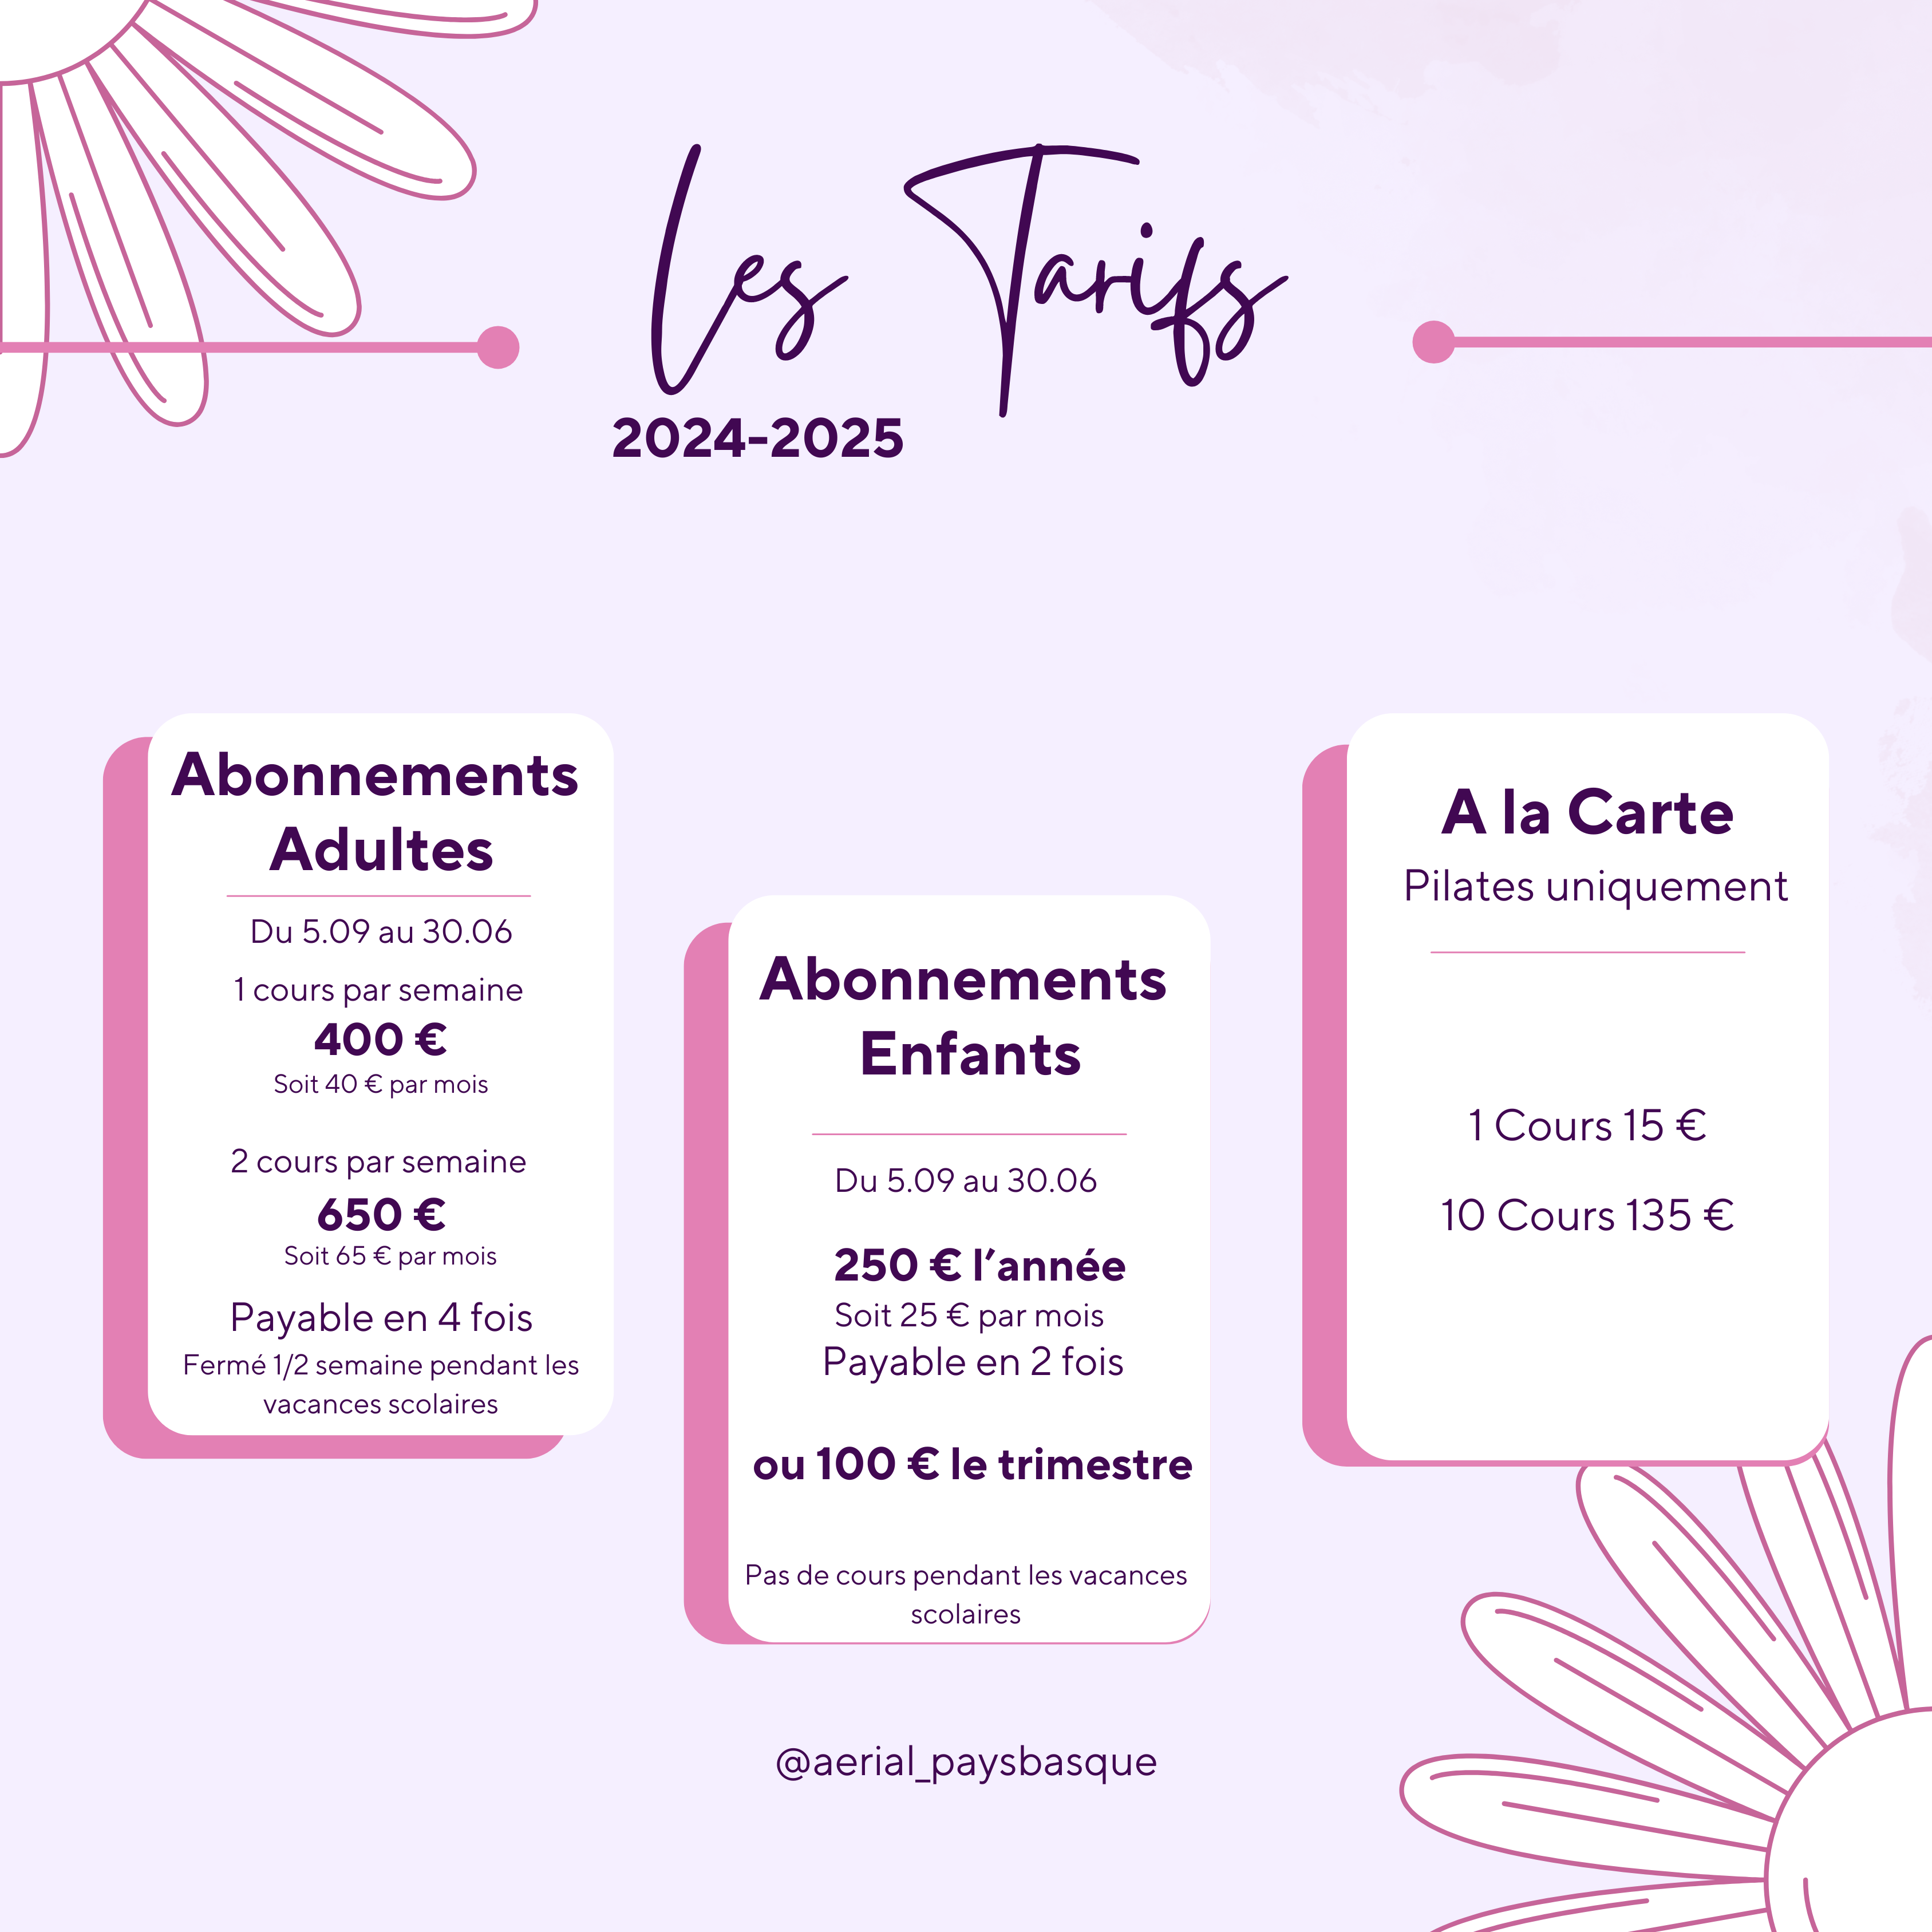 Les Tarifs
2024-2025
Abonnements
Adultes
Du 5.09 au 30.06
1 cours par semaine
400 €
Soit 40 € par mois
2 cours par semaine
650 €
Soit 65 € par mois
Payable en 4 fois
Fermé 1/2 semaine pendant les
vacances scolaires
Abonnements
Enfants
Du 5.09 au 30.06
250 € l'année
Soit 25 € par mois
Payable en 2 fois
ou 100 € le trimestre
Pas de cours pendant les vacances
scolaires
A la Carte
Pilates uniquement
1 Cours 15 €
10 Cours 135 €
@aerial_paysbasque